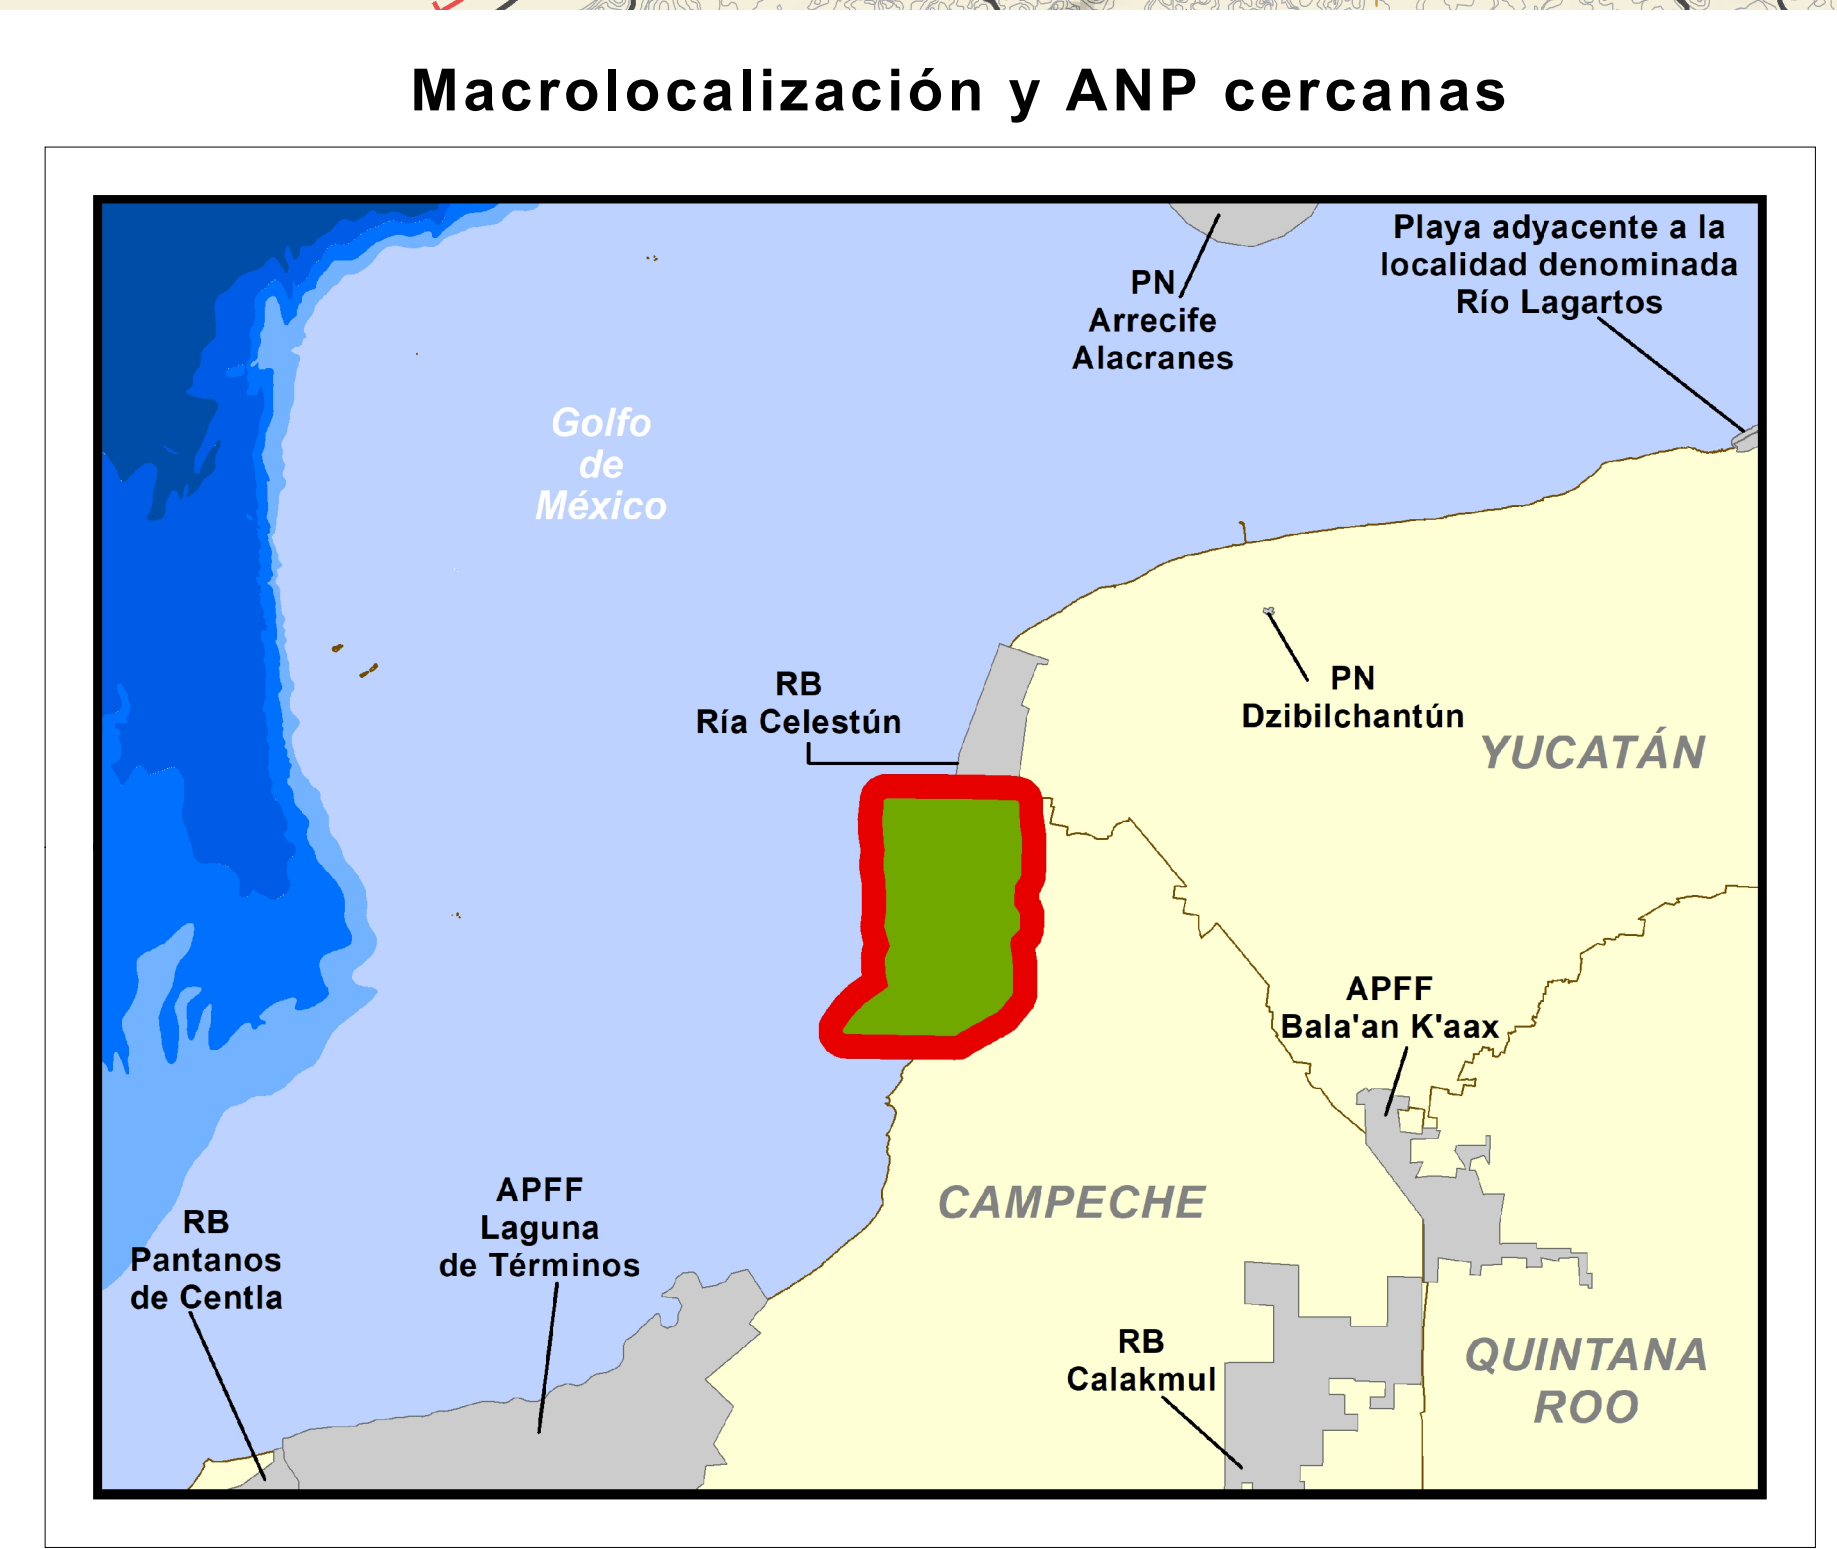 Macrolocalización y ANP cercanas
Playa adyacente a la
localidad denominada
Río Lagartos
PN
Arrecife
Alacranes
Golfo
de
México
RB
Ría Celestún
PN
Dzibilchantún
YUCATÁN
APFF
Bala'an K'aax
CAMPECHE
APFF
Laguna
de Términos
RB
Pantanos
de Centla
RB
Calakmul
QUINTANA
ROO